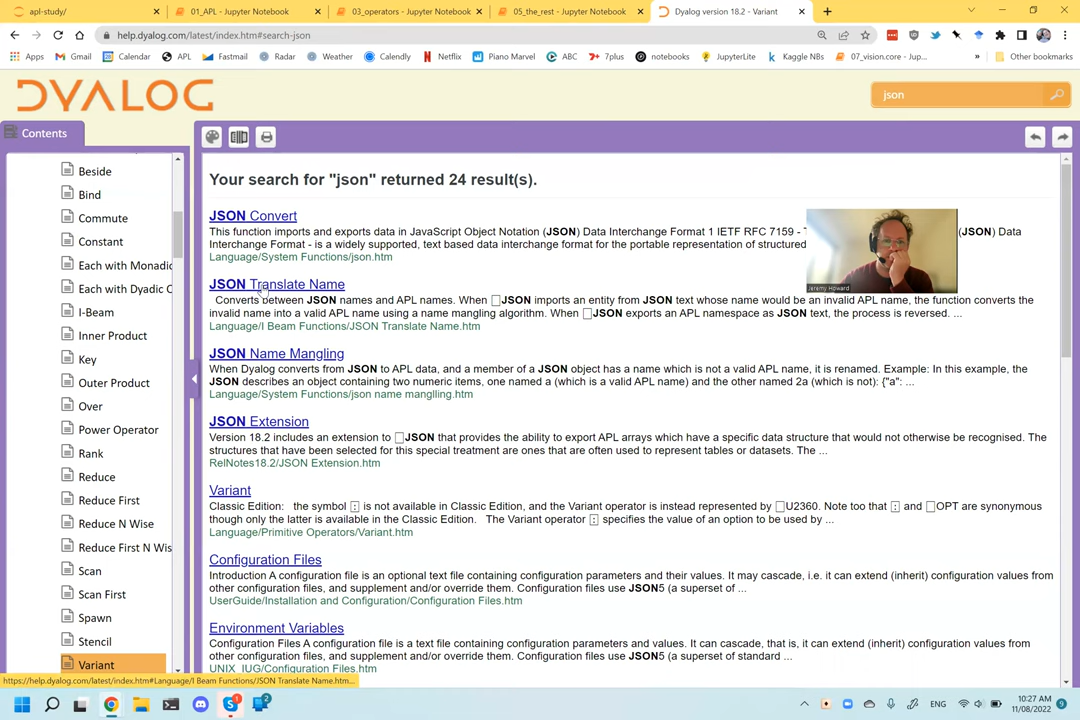 apl-study/
01_APL - Jupyter Notebook
03_operators - Jupyter Notebook
05_the_rest - Jupyter Notebook
Dyalog version 18.2 - Variant
help.dyalog.com/latest/index.htm#search-json
Apps Gmail Calendar APL Fastmail Radar Weather Calendly Netflix Piano Marvel ABC 7plus notebooks JupyterLite Kaggle NBs 07_vision.core - Jup... » Other bookmarks
DYALOG
json
Contents
Beside
Bind
Commute
Constant
Each with Monadic
Each with Dyadic C
I-Beam
Inner Product
Key
Outer Product
Over
Power Operator
Rank
Reduce
Reduce First
Reduce N Wise
Reduce First N Wis
Scan
Scan First
Spawn
Stencil
Variant
Your search for "json" returned 24 result(s).
JSON Convert
This function imports and exports data in JavaScript Object Notation (JSON) Data Interchange Format 1 IETF RFC 7159 - T (JSON) Data
Interchange Format - is a widely supported, text based data interchange format for the portable representation of structured
Language/System Functions/json.htm
JSON Translate Name
Converts between JSON names and APL names. When ⎕JSON imports an entity from JSON text whose name would be an invalid APL name, the function converts the
invalid name into a valid APL name using a name mangling algorithm. When ⎕JSON exports an APL namespace as JSON text, the process is reversed. ...
Language/I Beam Functions/JSON Translate Name.htm
JSON Name Mangling
When Dyalog converts from JSON to APL data, and a member of a JSON object has a name which is not a valid APL name, it is renamed. Example: In this example, the
JSON describes an object containing two numeric items, one named a (which is a valid APL name) and the other named 2a (which is not): {"a": ...
Language/System Functions/json name manglling.htm
JSON Extension
Version 18.2 includes an extension to ⎕JSON that provides the ability to export APL arrays which have a specific data structure that would not otherwise be recognised. The
structures that have been selected for this special treatment are ones that are often used to represent tables or datasets. The ...
RelNotes18.2/JSON Extension.htm
Variant
Classic Edition: the symbol ⍠ is not available in Classic Edition, and the Variant operator is instead represented by ⎕U2360. Note too that ⍠ and ⎕OPT are synonymous
though only the latter is available in the Classic Edition. The Variant operator ⍠ specifies the value of an option to be used by ...
Language/Primitive Operators/Variant.htm
Configuration Files
Introduction A configuration file is an optional text file containing configuration parameters and their values. It may cascade, i.e. it can extend (inherit) configuration values from
other configuration files, and supplement and/or override them. Configuration files use JSON5 (a superset of ...
UserGuide/Installation and Configuration/Configuration Files.htm
Environment Variables
Configuration Files A configuration file is a text file containing configuration parameters and values. It can cascade, that is, it can extend (inherit) configuration values from
other configuration files, and supplement and/or override them. Configuration files use JSON5 (a superset of standard ...
UNIX_IUG/Configuration Files.htm
Jeremy Howard
https://help.dyalog.com/latest/index.htm#Language/I Beam Functions/JSON Translate Name.htm...
ENG
10:27 AM
11/08/2022